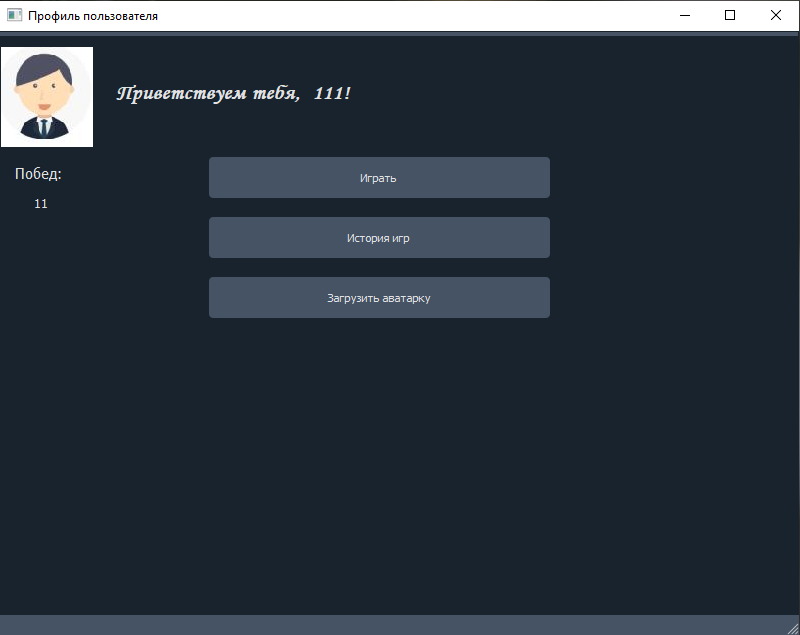 Профиль пользователя
Приветствуем тебя, 111!
Побед:
11
Играть
История игр
Загрузить аватарку